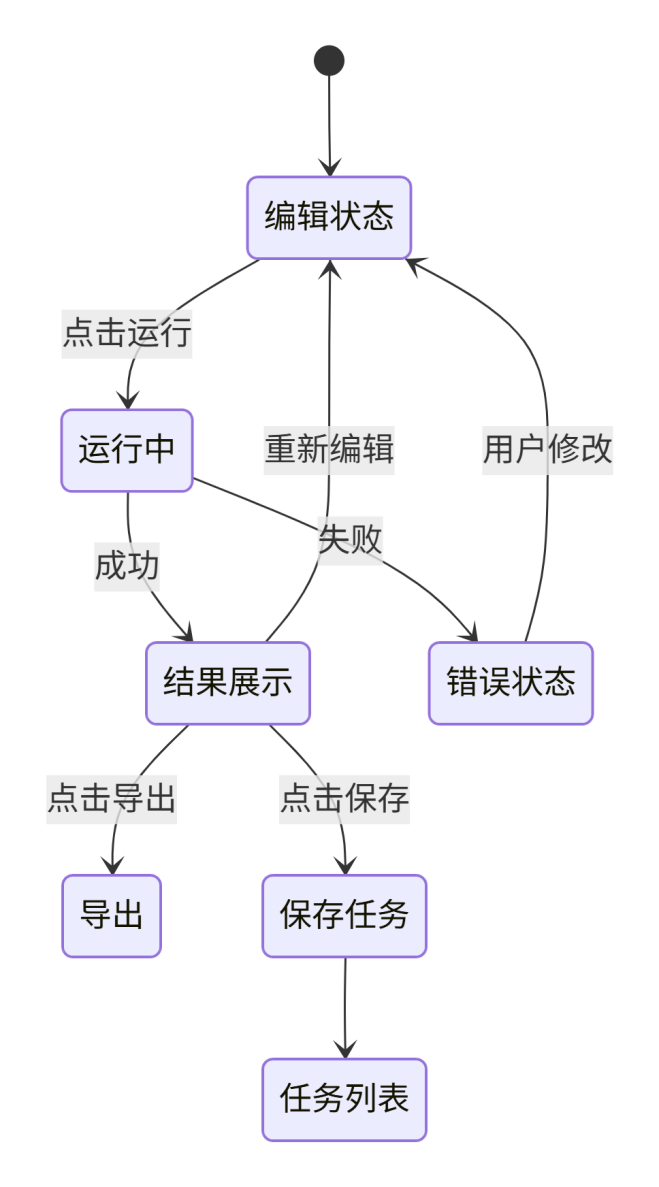 编辑状态
点击运行
运行中
重新编辑
用户修改
失败
成功
结果展示
错误状态
点击导出
点击保存
导出
保存任务
任务列表